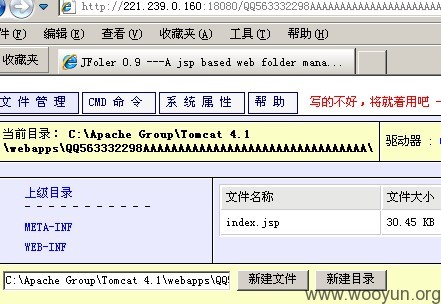 http://221.239.0.160:18080/QQ563332298AAAAAAAAAAAAAAAAAAA
件(F) 编辑(E) 查看(V) 收藏夹(A) 工具(T) 帮助(H)
收藏夹 JFoler 0.9 ---A jsp based web folder mana...
文件管理 CMD 命令 系统属性 帮助 写的不好，将就着用吧 -
当前目录: C:\Apache Group\Tomcat 4.1
\webapps\QQ563332298AAAAAAAAAAAAAAAAAAAAAAAAAAAAAAAA\
驱动器:
上级目录
- - - - - - - - - - -
META-INF
WEB-INF
文件名称 文件大小
index.jsp 30.45 KB
C:\Apache Group\Tomcat 4.1\webapps\QQ5 新建文件 新建目录
www.wooyun.org